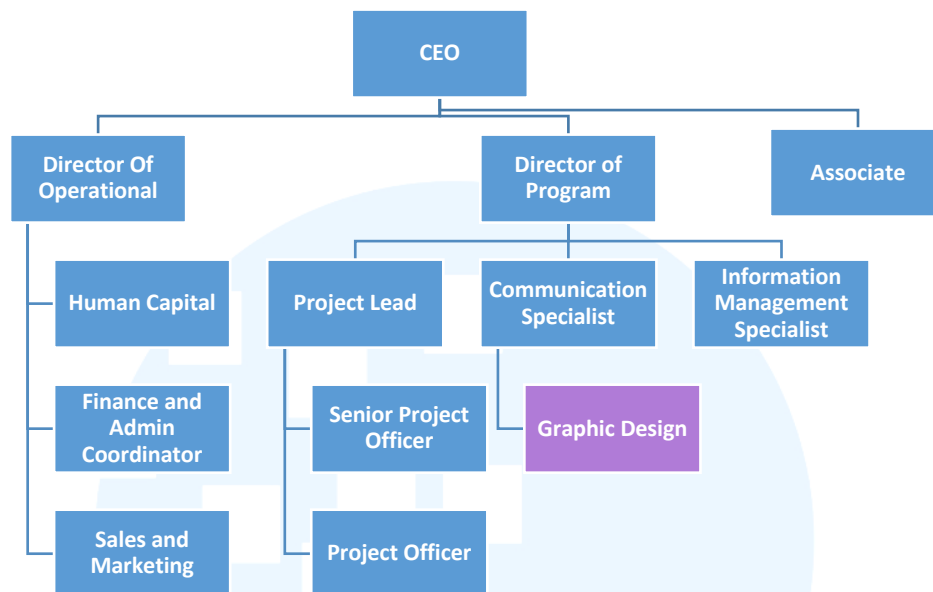 CEO
Director Of
Operational
Director of
Program
Associate
Human Capital
Project Lead
Communication
Specialist
Information
Management
Specialist
Finance and
Admin
Coordinator
Senior Project
Officer
Graphic Design
Sales and
Marketing
Project Officer